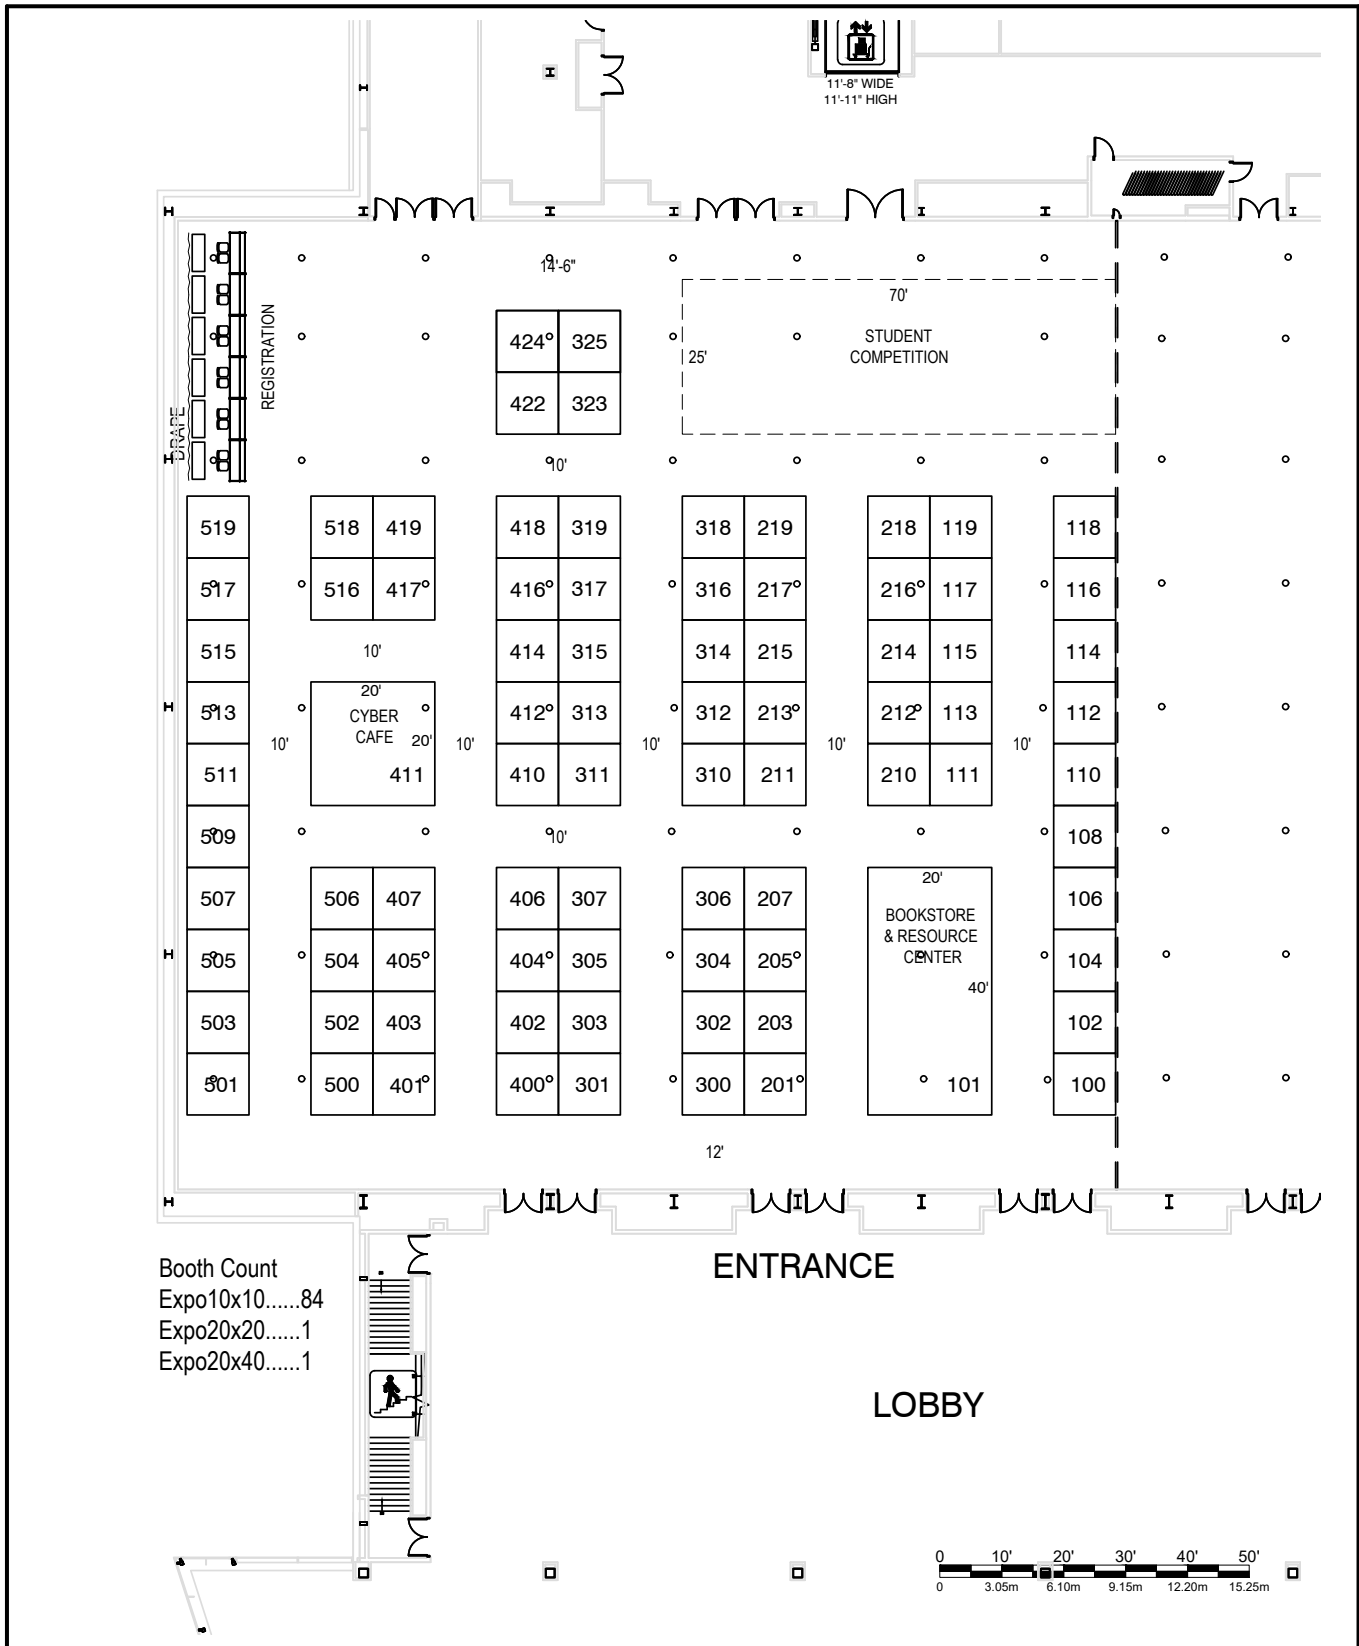 11'-8" WIDE
11'-11" HIGH
14'-6"
70'
25'
STUDENT
COMPETITION
REGISTRATION
DRAPE
424 325
422 323
10'
519 518 419 418 319 318 219 218 119 118
517 516 417 416 317 316 217 216 117 116
515 10' 414 315 314 215 214 115 114
513 20' 412 313 312 213 212 113 112
CYBER
CAFE 20'
10' 10' 10' 10' 10'
511 411 410 311 310 211 210 111 110
509 10' 108
507 506 407 406 307 306 207 20' 106
BOOKSTORE
& RESOURCE
CENTER
505 504 405 404 305 304 205 104
40'
503 502 403 402 303 302 203 102
501 500 401 400 301 300 201 101 100
12'
ENTRANCE
Booth Count
Expo10x10......84
Expo20x20......1
Expo20x40......1
LOBBY
0 10' 20' 30' 40' 50'
0 3.05m 6.10m 9.15m 12.20m 15.25m